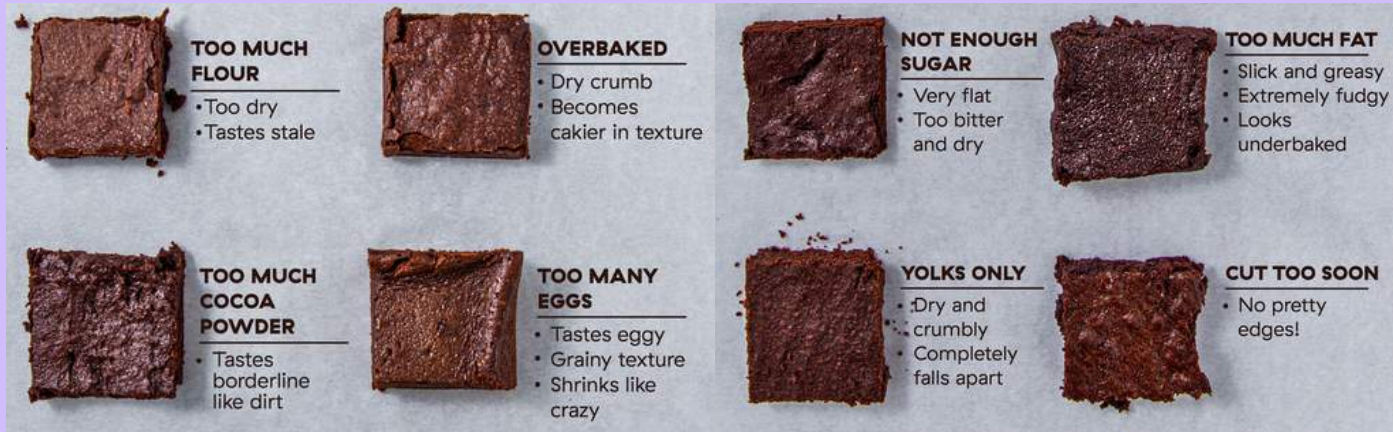 TOO MUCH
FLOUR
• Too dry
• Tastes stale
OVERBAKED
• Dry crumb
• Becomes
cakier in texture
NOT ENOUGH
SUGAR
• Very flat
• Too bitter
and dry
TOO MUCH FAT
• Slick and greasy
• Extremely fudgy
• Looks
underbaked
TOO MUCH
COCOA
POWDER
• Tastes
borderline
like dirt
TOO MANY
EGGS
• Tastes eggy
• Grainy texture
• Shrinks like
crazy
YOLKS ONLY
• Dry and
crumbly
• Completely
falls apart
CUT TOO SOON
• No pretty
edges!